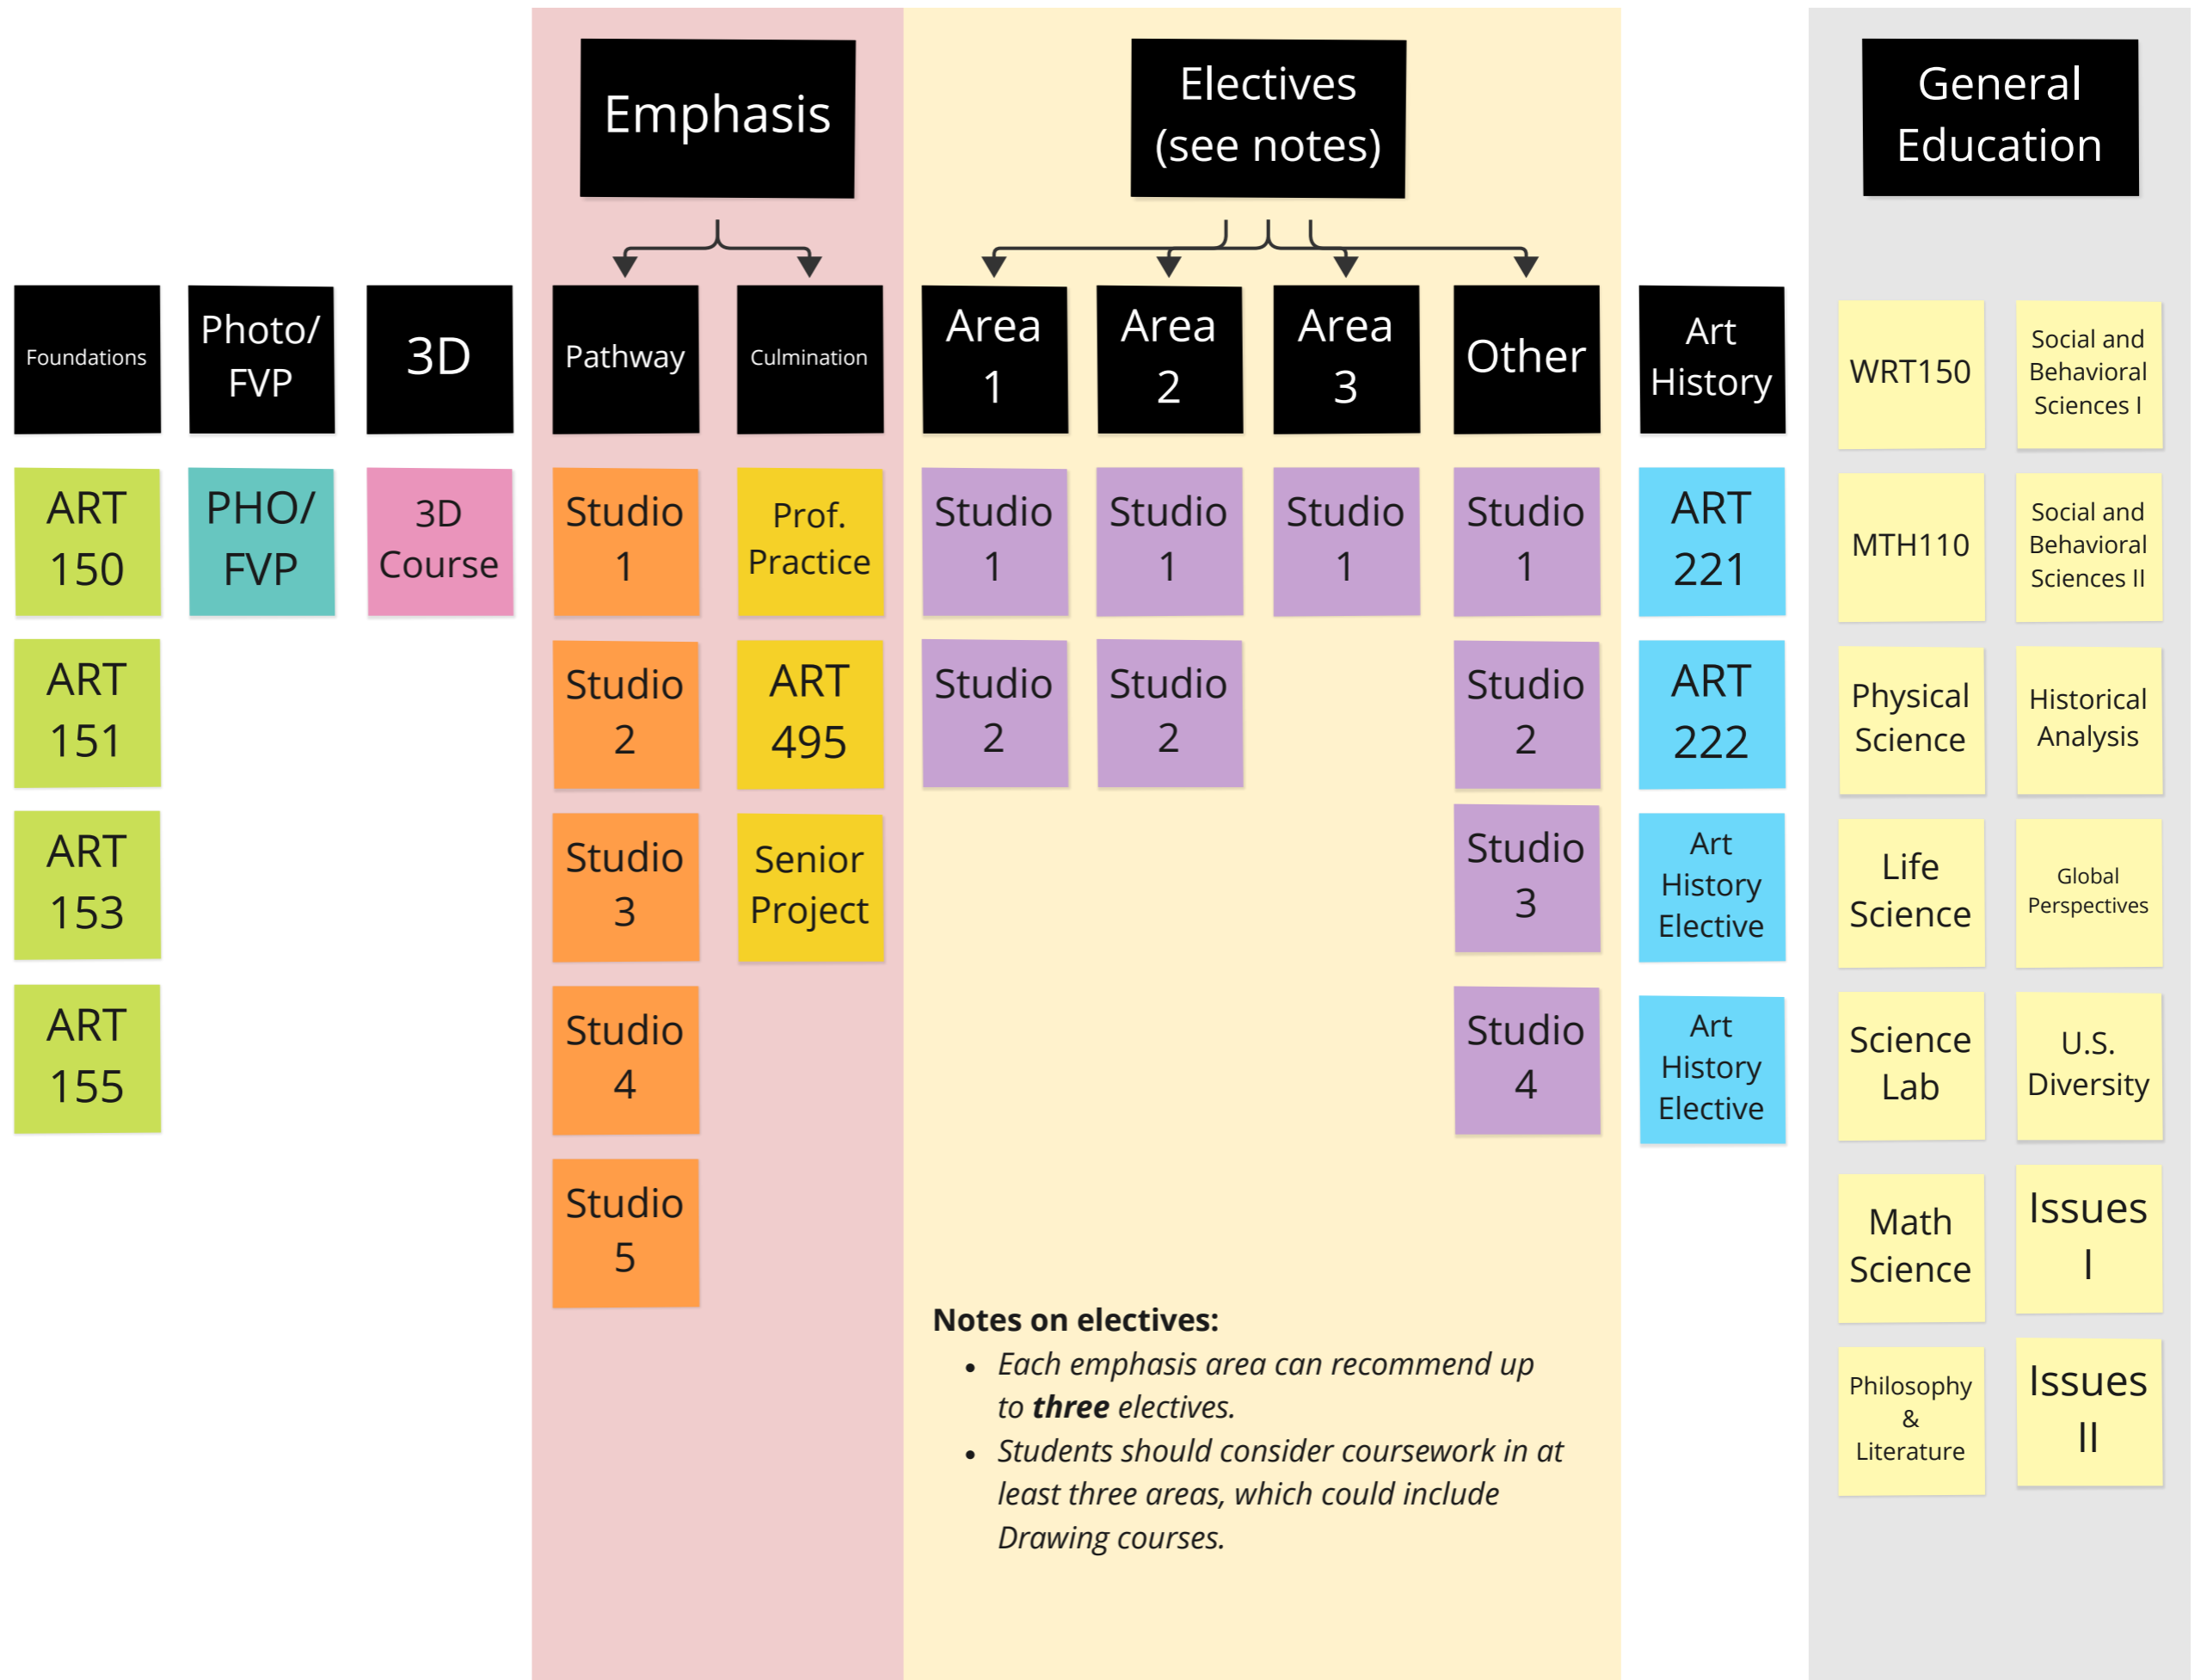 Emphasis
Electives
(see notes)
General
Education
Foundations
Photo/
FVP
3D
Pathway
Culmination
Area
1
Area
2
Area
3
Other
Art
History
ART
150
ART
151
ART
153
ART
155
PHO/
FVP
3D
Course
Studio
1
Studio
2
Studio
3
Studio
4
Studio
5
Prof.
Practice
ART
495
Senior
Project
Studio
1
Studio
2
Studio
1
Studio
2
Studio
1
Studio
1
Studio
2
Studio
3
Studio
4
Notes on electives:
• Each emphasis area can recommend up
to three electives.
• Students should consider coursework in at
least three areas, which could include
Drawing courses.
ART
221
ART
222
Art
History
Elective
Art
History
Elective
WRT150
MTH110
Physical
Science
Life
Science
Science
Lab
Math
Science
Philosophy
&
Literature
Social and
Behavioral
Sciences I
Social and
Behavioral
Sciences II
Historical
Analysis
Global
Perspectives
U.S.
Diversity
Issues
I
Issues
II